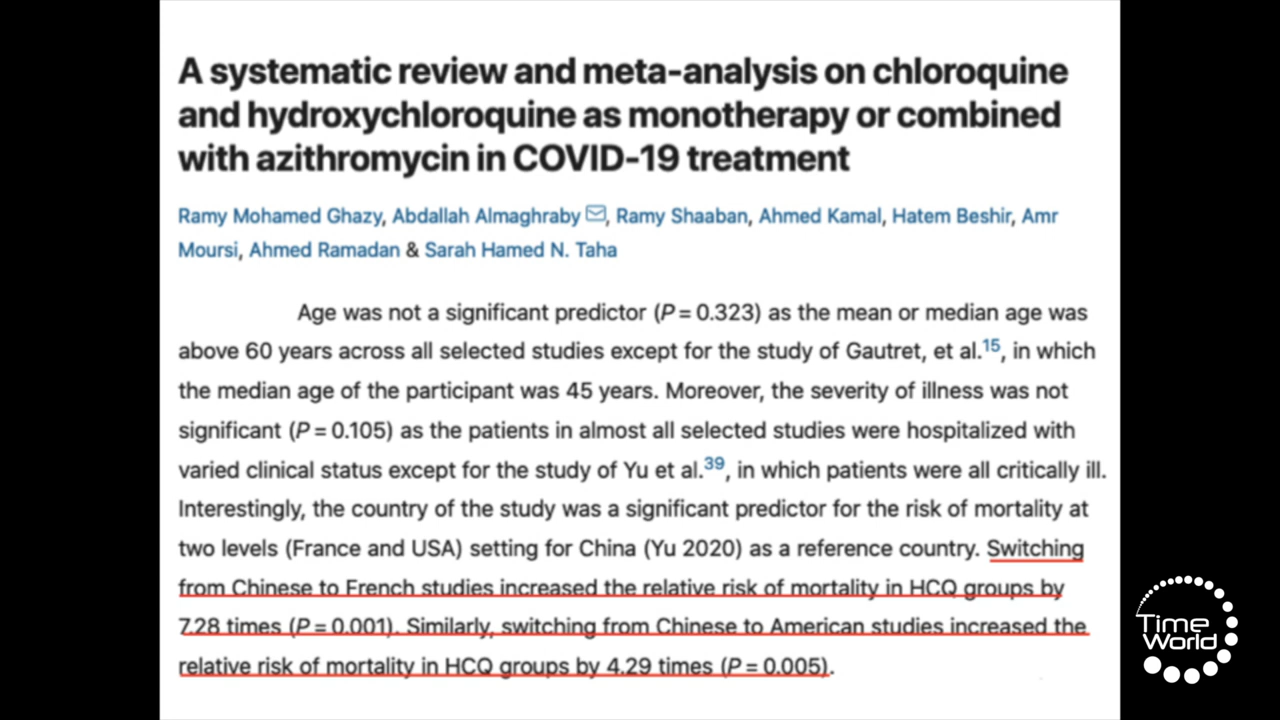 A systematic review and meta-analysis on chloroquine
and hydroxychloroquine as monotherapy or combined
with azithromycin in COVID-19 treatment
Ramy Mohamed Ghazy, Abdallah Almaghraby, Ramy Shaaban, Ahmed Kamal, Hatem Beshir, Amr
Moursi, Ahmed Ramadan & Sarah Hamed N. Taha
Age was not a significant predictor (P = 0.323) as the mean or median age was
above 60 years across all selected studies except for the study of Gautret, et al.15, in which
the median age of the participant was 45 years. Moreover, the severity of illness was not
significant (P = 0.105) as the patients in almost all selected studies were hospitalized with
varied clinical status except for the study of Yu et al.39, in which patients were all critically ill.
Interestingly, the country of the study was a significant predictor for the risk of mortality at
two levels (France and USA) setting for China (Yu 2020) as a reference country. Switching
from Chinese to French studies increased the relative risk of mortality in HCQ groups by
7.28 times (P = 0.001). Similarly, switching from Chinese to American studies increased the
relative risk of mortality in HCQ groups by 4.29 times (P = 0.005).
Time
World